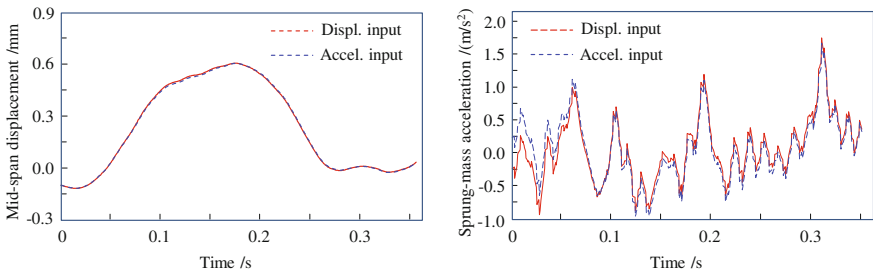 Mid-span displacement /mm
0.9
0.6
0.3
0.0
-0.3
Displ. input
Accel. input
0
0.1
0.2
0.3
Time /s
Sprung-mass acceleration /(m/s²)
2.0
1.5
1.0
0.5
0.0
-0.5
-1.0
Displ. input
Accel. input
0
0.1
0.2
0.3
Time /s